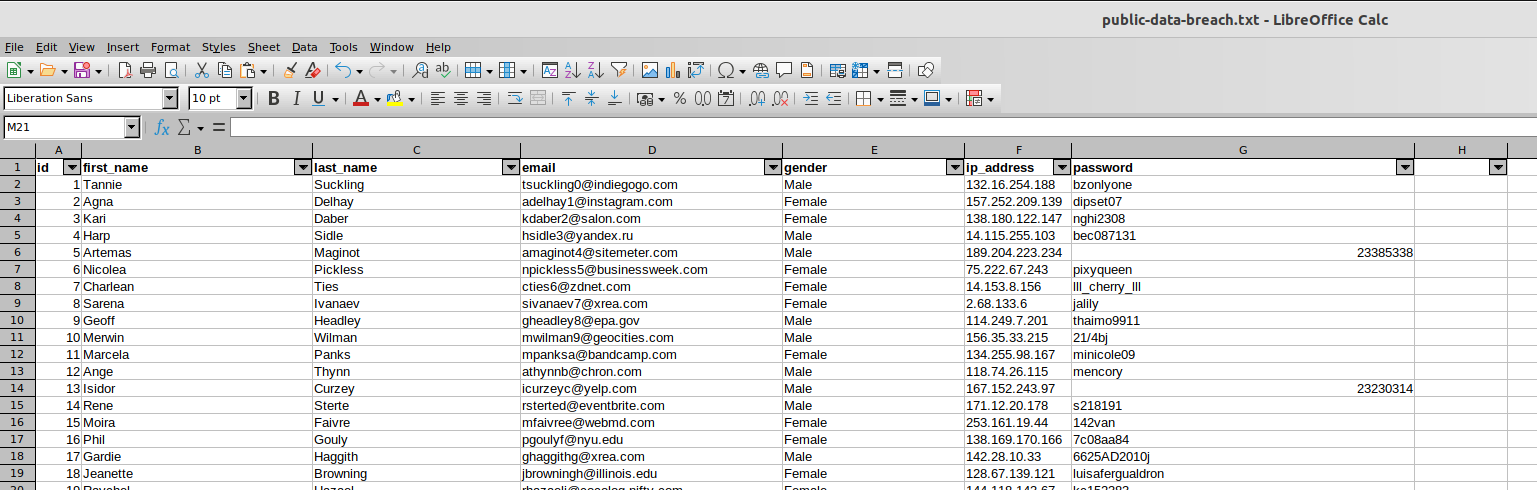 public-data-breach.txt - LibreOffice Calc
File Edit View Insert Format Styles Sheet Data Tools Window Help
Liberation Sans 10 pt B I U A % 0.0 7
M21 fx Σ =
A B C D E F G H
1 id first_name last_name email gender ip_address password
2 1 Tannie Suckling tsuckling0@indiegogo.com Male 132.16.254.188 bzonlyone
3 2 Agna Delhay adelhay1@instagram.com Female 157.252.209.139 dipset07
4 3 Kari Daber kdaber2@salon.com Female 138.180.122.147 nghi2308
5 4 Harp Sidle hsidle3@yandex.ru Male 14.115.255.103 bec087131
6 5 Artemas Maginot amaginot4@sitemeter.com Male 189.204.223.234 23385338
7 6 Nicolea Pickless npickless5@businessweek.com Female 75.222.67.243 pixyqueen
8 7 Charlean Ties cties6@zdnet.com Female 14.153.8.156 lll_cherry_lll
9 8 Sarena Ivanaev sivanaev7@xrea.com Female 2.68.133.6 jalily
10 9 Geoff Headley gheadley8@epa.gov Male 114.249.7.201 thaimo9911
11 10 Merwin Wilman mwilman9@geocities.com Male 156.35.33.215 21/4bj
12 11 Marcela Panks mpanksa@bandcamp.com Female 134.255.98.167 minicole09
13 12 Ange Thynn athynnb@chron.com Male 118.74.26.115 mencory
14 13 Isidor Curzey icurzeyc@yelp.com Male 167.152.243.97 23230314
15 14 Rene Sterte rsterted@eventbrite.com Male 171.12.20.178 s218191
16 15 Moira Faivre mfaivree@webmd.com Female 253.161.19.44 142van
17 16 Phil Gouly pgoulyf@nyu.edu Female 138.169.170.166 7c08aa84
18 17 Gardie Haggith ghaggithg@xrea.com Male 142.28.10.33 6625AD2010j
19 18 Jeanette Browning jbrowningh@illinois.edu Female 128.67.139.121 luisafergualdron